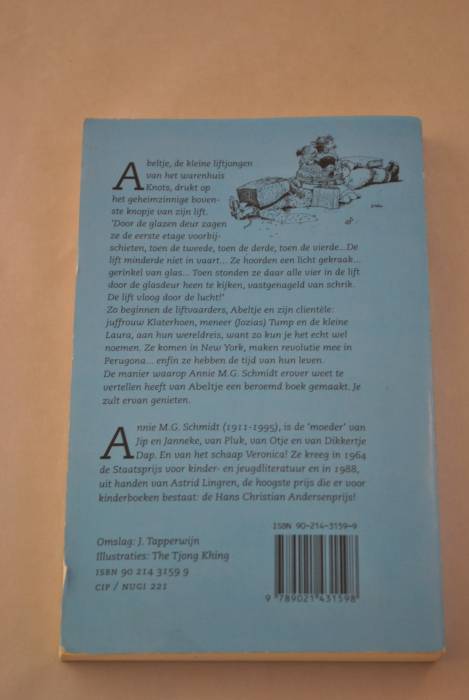 Abeltje, de kleine liftjongen
van het warenhuis
Knots, drukt op
het geheimzinnige boven-
ste knopje van zijn lift.
'Door de glazen deur zagen
ze de eerste etage voorbij-
schieten, toen de tweede, toen de derde, toen de vierde...De
lift minderde niet in vaart... Ze hoorden een licht gekraak...
gerinkel van glas... Toen stonden ze daar alle vier in de lift
door de glasdeur heen te kijken, vastgenageld van schrik.
De lift vloog door de lucht!'
Zo beginnen de liftvaarders, Abeltje en zijn clientèle:
juffrouw Klaterhoen, meneer (Jozias) Tump en de kleine
Laura, aan hun wereldreis, want zo kun je het echt wel
noemen. Ze komen in New York, maken revolutie mee in
Perugona... enfin ze hebben de tijd van hun leven.
De manier waarop Annie M.G. Schmidt erover weet te
vertellen heeft van Abeltje een beroemd boek gemaakt. Je
zult ervan genieten.
Annie M.G. Schmidt (1911-1995), is de 'moeder' van
Jip en Janneke, van Pluk, van Otje en van Dikkertje
Dap. En van het schaap Veronica! Ze kreeg in 1964
de Staatsprijs voor kinder- en jeugdliteratuur en in 1988,
uit handen van Astrid Lingren, de hoogste prijs die er voor
kinderboeken bestaat: de Hans Christian Andersenprijs!
Omslag: J. Tapperwijn
Illustraties: The Tjong Khing
ISBN 90 214 3159 9
CIP / NUGI 221
ISBN 90-214-3159-9
9 789021 431598